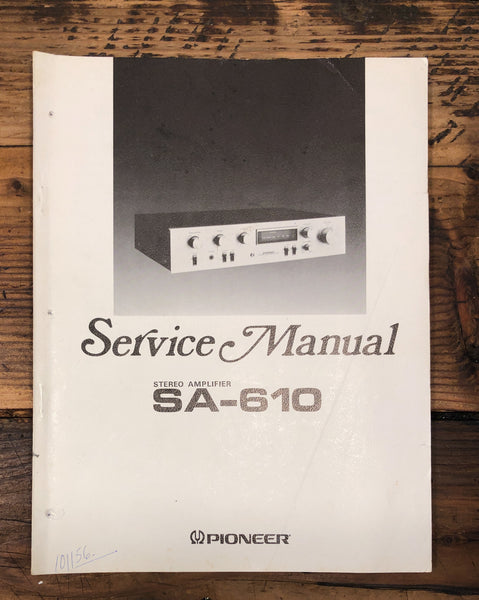 Service Manual
STEREO AMPLIFIER
SA-610
PIONEER
101156.